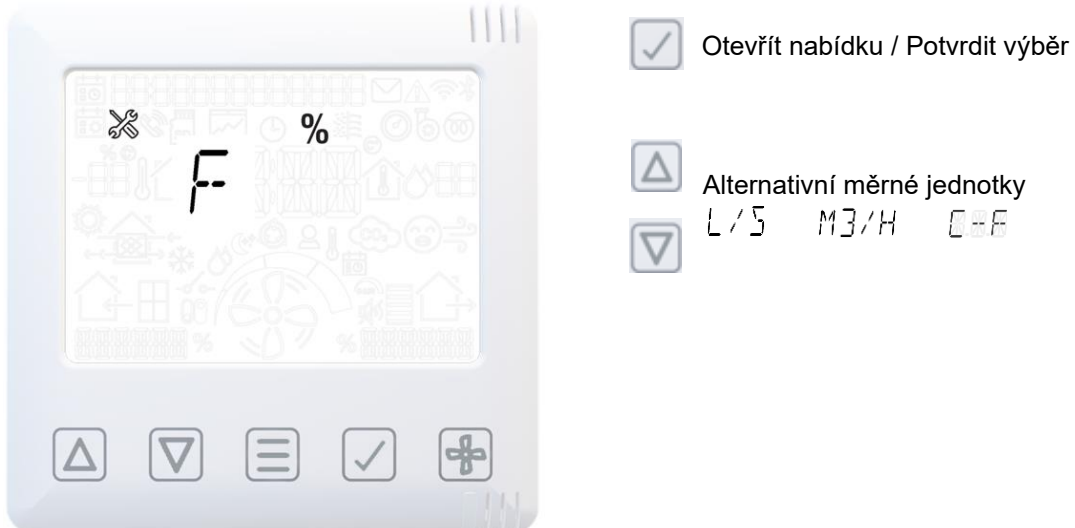 %
F
Otevřít nabídku / Potvrdit výběr
Alternativní měrné jednotky
L/S M3/H C-F